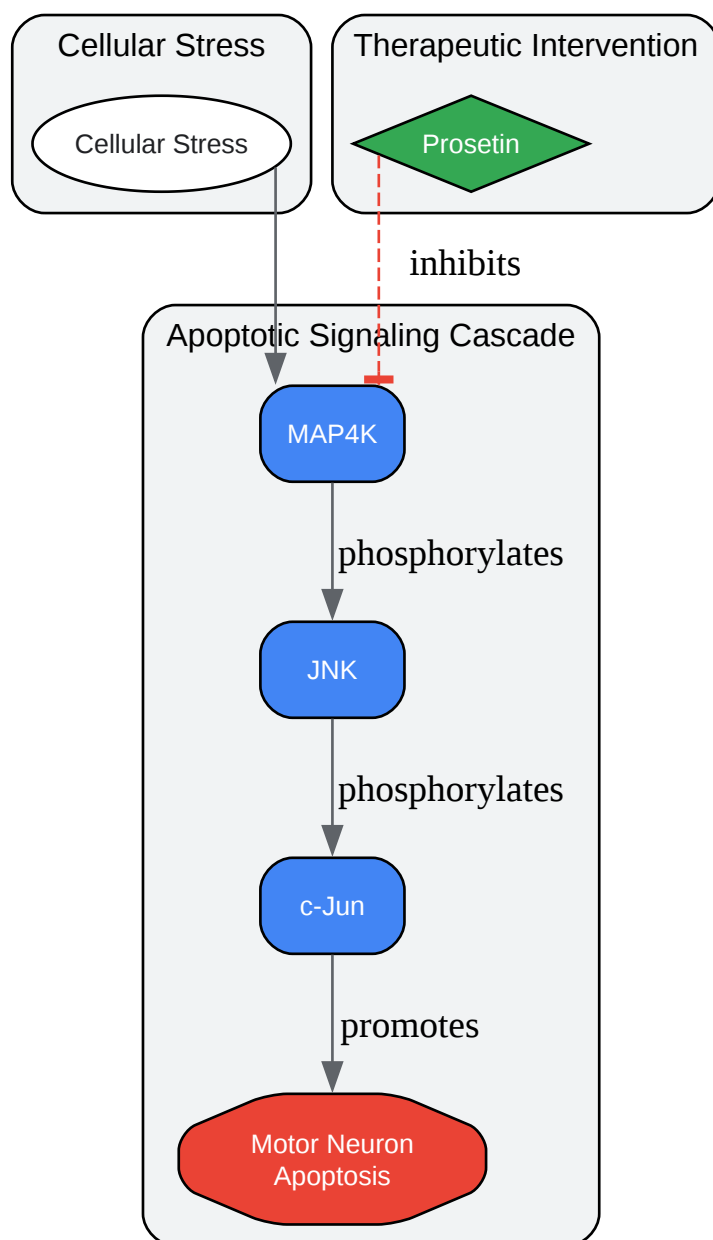 Cellular Stress
Therapeutic Intervention
Cellular Stress
Prosetin
inhibits
Apoptotic Signaling Cascade
MAP4K
phosphorylates
JNK
phosphorylates
c-Jun
promotes
Motor Neuron
Apoptosis